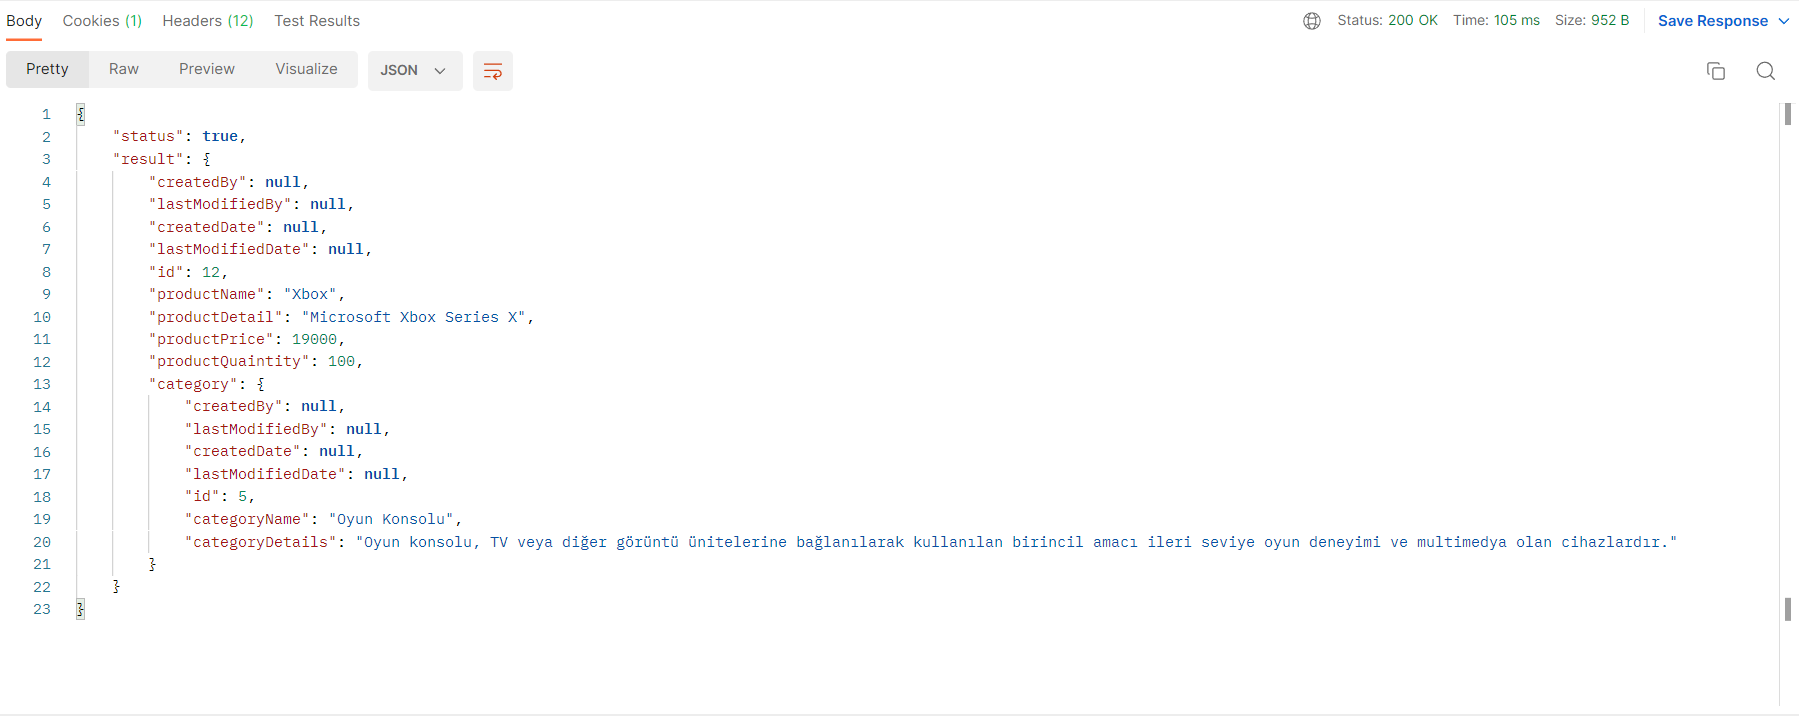 Body Cookies (1) Headers (12) Test Results Status: 200 OK Time: 105 ms Size: 952 B Save Response
Pretty Raw Preview Visualize JSON
1 {
2 "status": true,
3 "result": {
4 "createdBy": null,
5 "lastModifiedBy": null,
6 "createdDate": null,
7 "lastModifiedDate": null,
8 "id": 12,
9 "productName": "Xbox",
10 "productDetail": "Microsoft Xbox Series X",
11 "productPrice": 19000,
12 "productQuaintity": 100,
13 "category": {
14 "createdBy": null,
15 "lastModifiedBy": null,
16 "createdDate": null,
17 "lastModifiedDate": null,
18 "id": 5,
19 "categoryName": "Oyun Konsolu",
20 "categoryDetails": "Oyun konsolu, TV veya diğer görüntü ünitelerine bağlanılarak kullanılan birincil amacı ileri seviye oyun deneyimi ve multimedya olan cihazlardır."
21 }
22 }
23 }